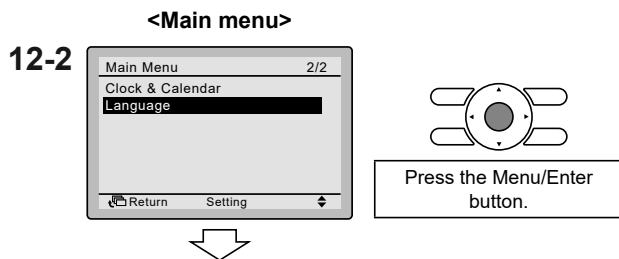 <Main menu>
12-2
Main Menu 2/2
Clock & Calendar
Language
Return Setting
Press the Menu/Enter
button.